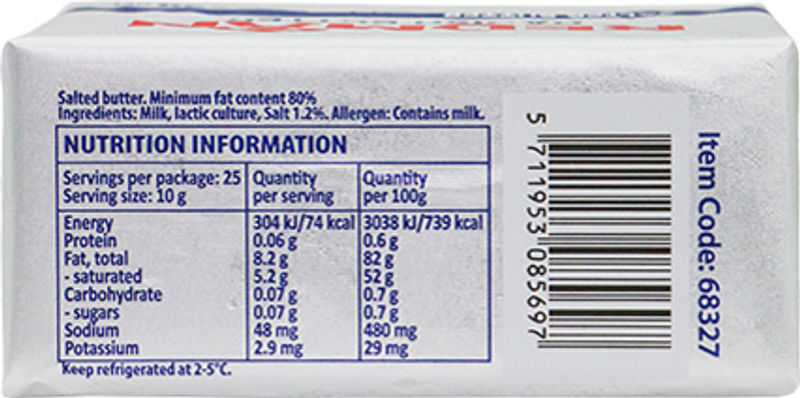 Salted butter. Minimum fat content 80%
Ingredients: Milk, lactic culture, Salt 1.2%. Allergen: Contains milk.
NUTRITION INFORMATION
Servings per package: 25 Quantity Quantity
Serving size: 10 g per serving per 100g
Energy 304 kJ/74 kcal 3038 kJ/739 kcal
Protein 0.06 g 0.6 g
Fat, total 8.2 g 82 g
- saturated 5.2 g 52 g
Carbohydrate 0.07 g 0.7 g
- sugars 0.07 g 0.7 g
Sodium 48 mg 480 mg
Potassium 2.9 mg 29 mg
Keep refrigerated at 2-5°C.
5 711953 085697
Item Code: 68327